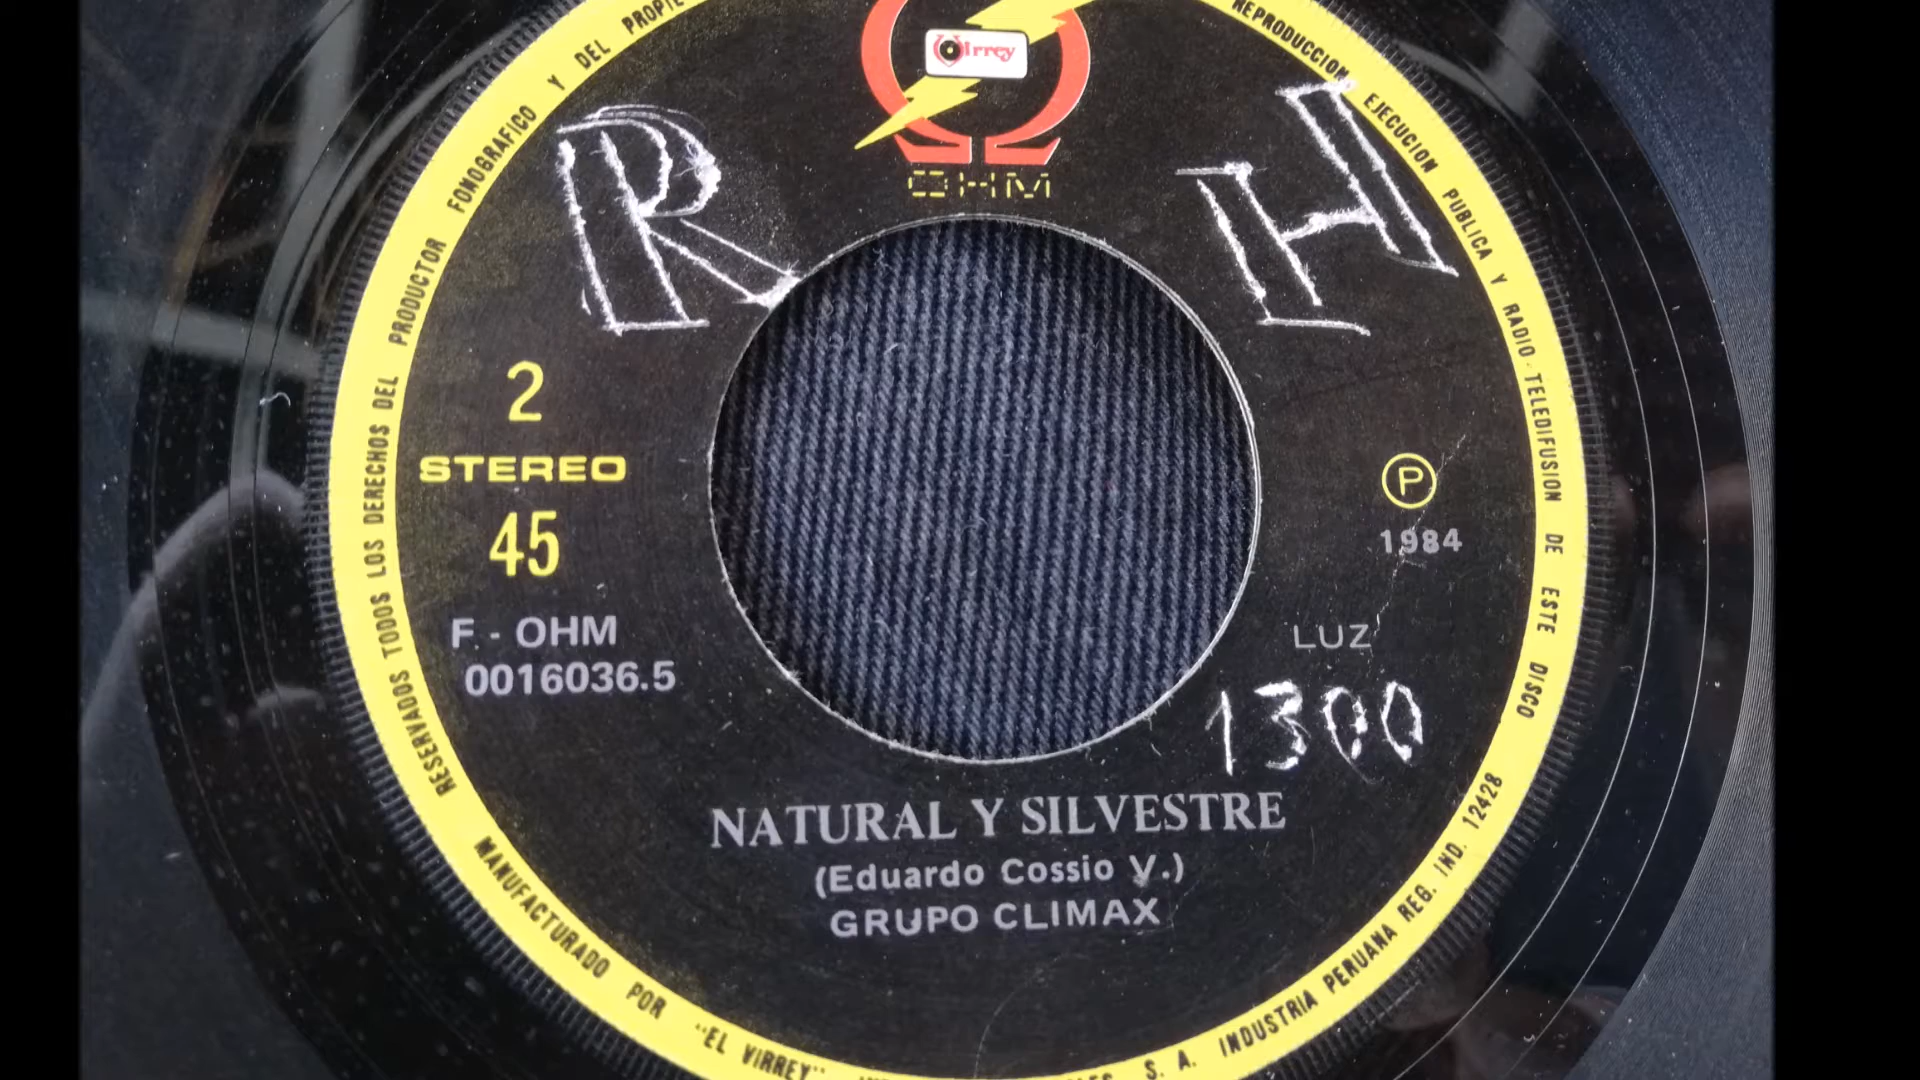 RESERVADOS TODOS LOS DERECHOS DEL PRODUCTOR FONOGRAFICO Y DEL
REPRODUCCION EJECUCION PUBLICA Y RADIO-TELEDIFUSION DE ESTE DISCO
Virrey
OHM
R H
2
STEREO
45
F - OHM
0016036.5
P
1984
LUZ
1300
NATURAL Y SILVESTRE
(Eduardo Cossio V.)
GRUPO CLIMAX
MANUFACTURADO POR "EL VIRREY" S. A. INDUSTRIA PERUANA REG. IND. 12428